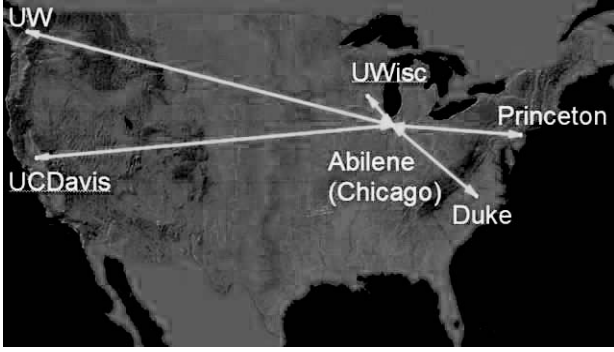 UW
UWisc
Princeton
Abilene
(Chicago)
UCDavis
Duke